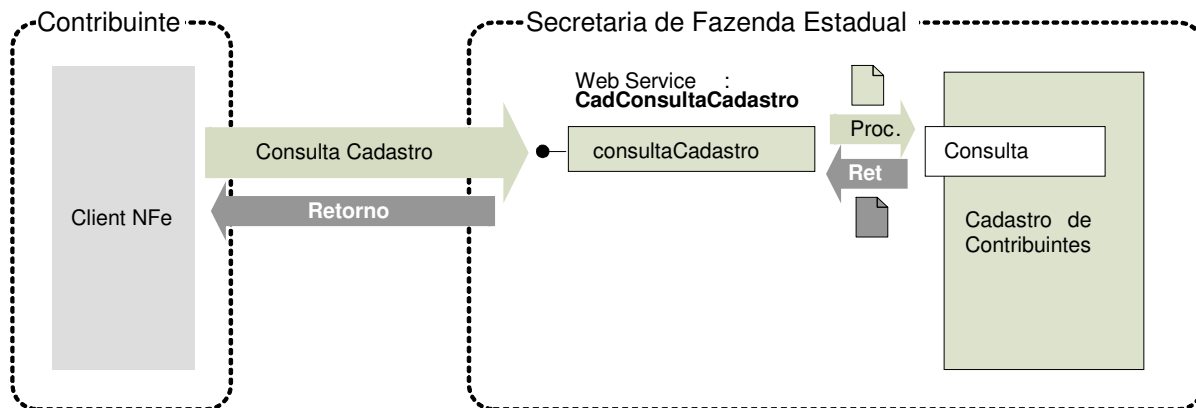 Contribuinte
Secretaria de Fazenda Estadual
Web Service :
CadConsultaCadastro
Consulta Cadastro
consultaCadastro
Proc.
Consulta
Ret
Retorno
Client NFe
Cadastro de
Contribuintes